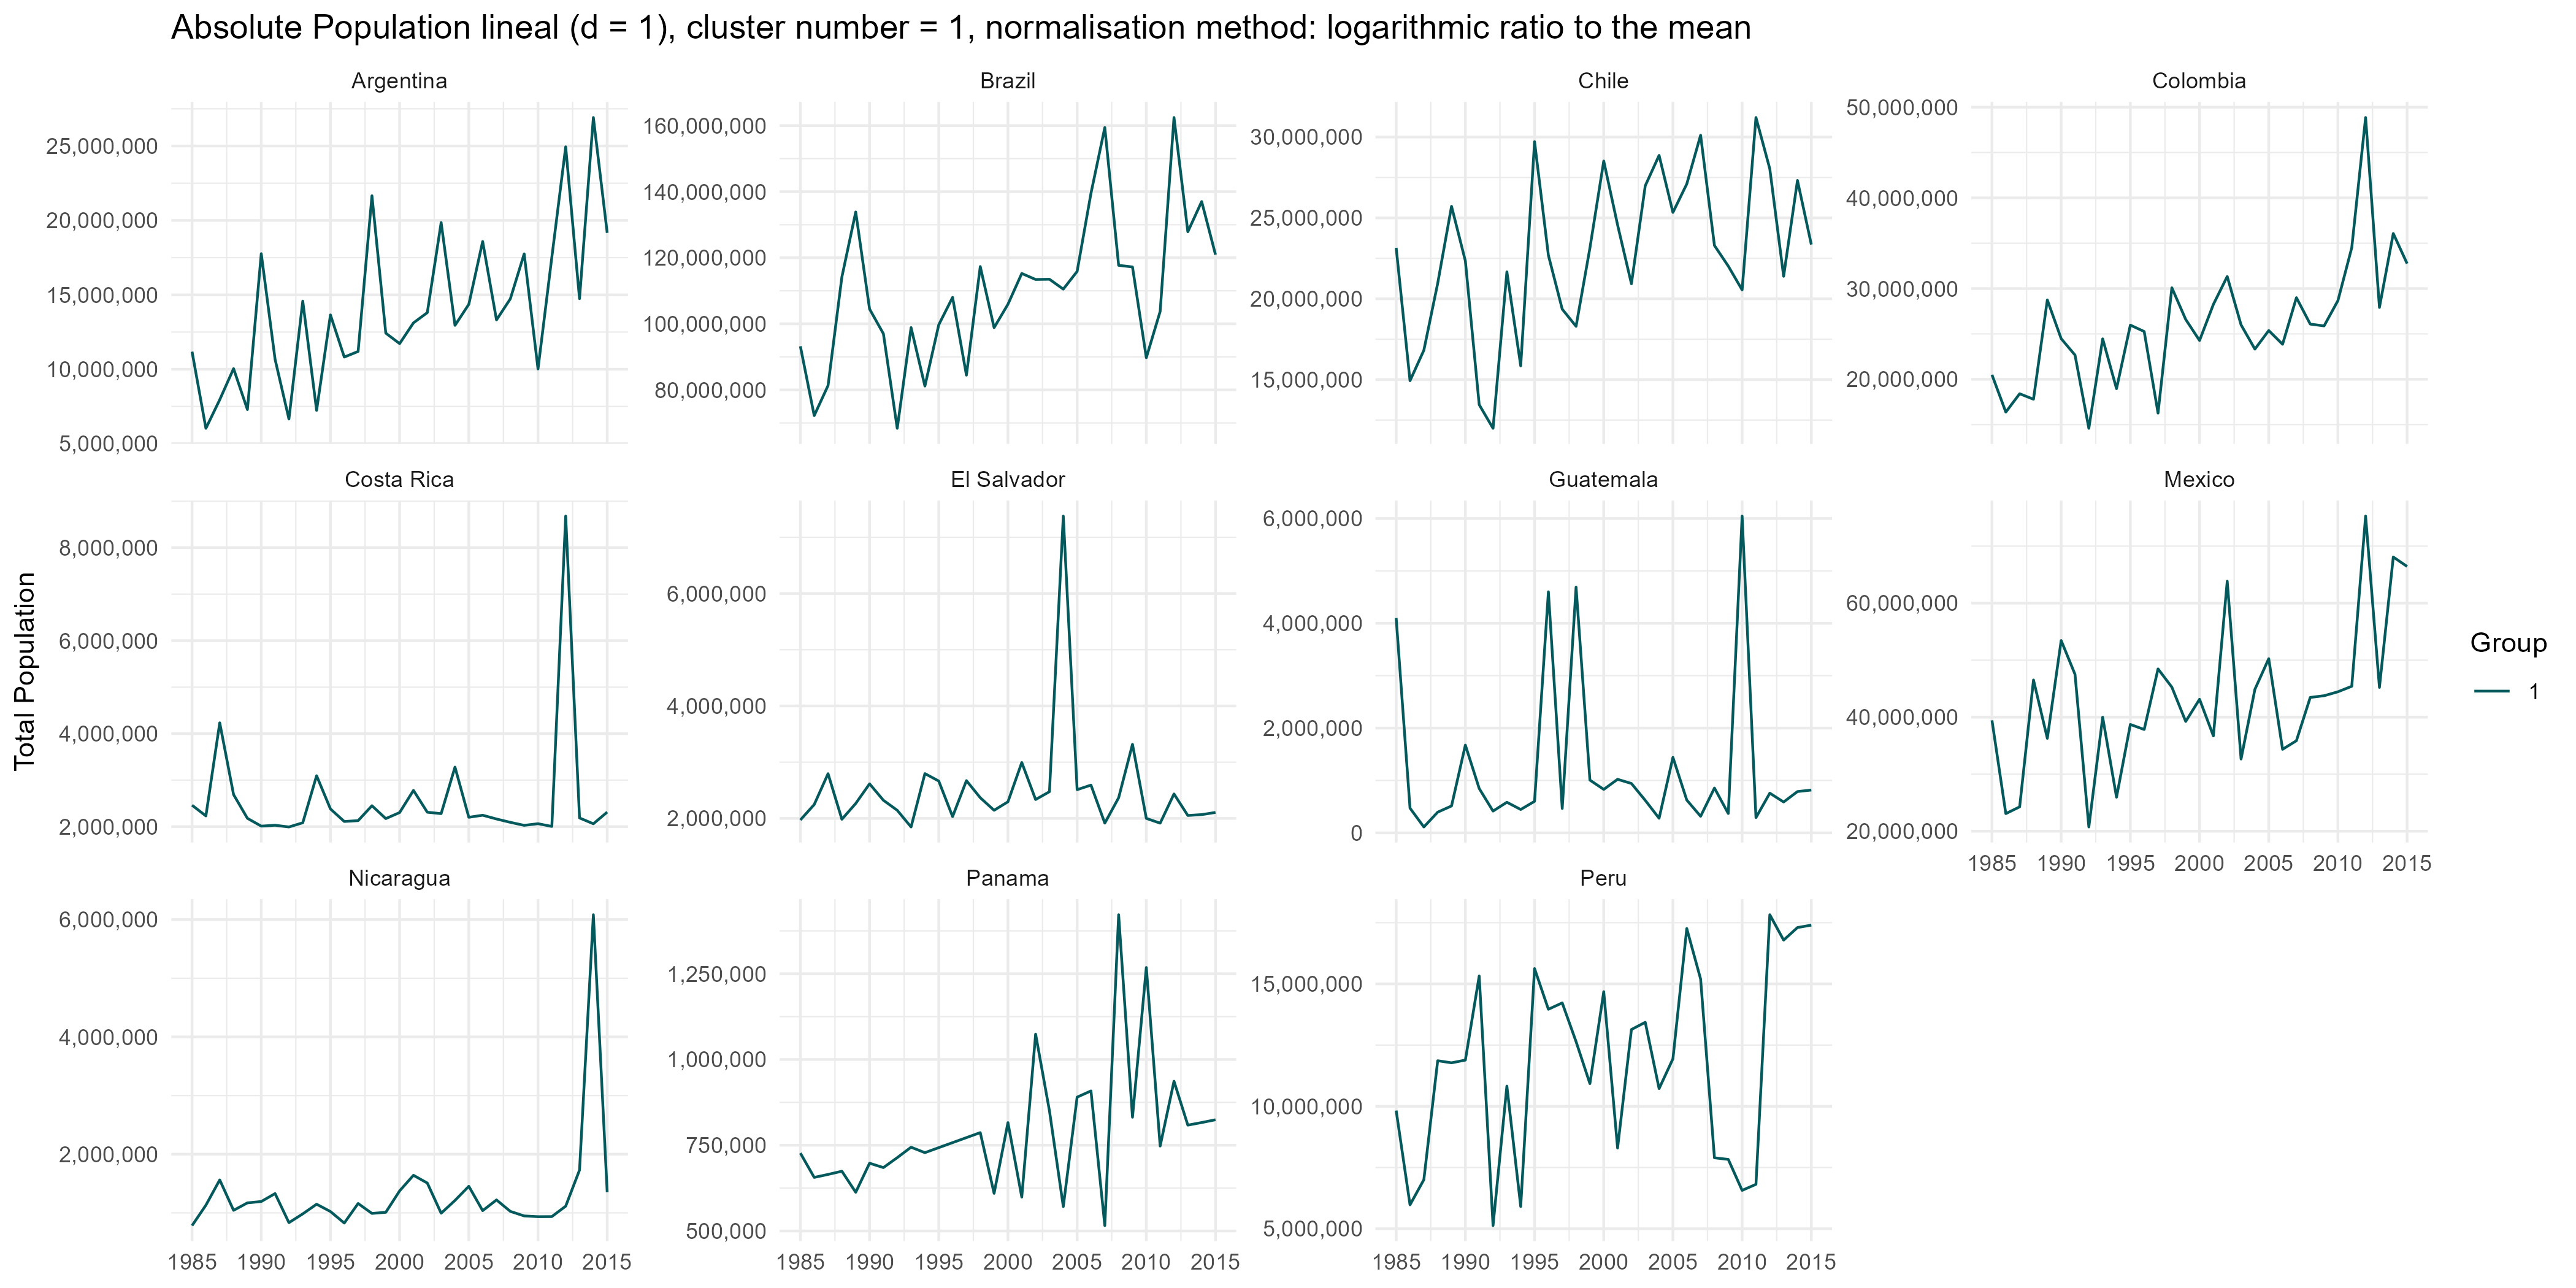 Absolute Population lineal (d = 1), cluster number = 1, normalisation method: logarithmic ratio to the mean
Argentina
Brazil
Chile
Colombia
25,000,000
20,000,000
15,000,000
10,000,000
5,000,000
160,000,000
140,000,000
120,000,000
100,000,000
80,000,000
30,000,000
25,000,000
20,000,000
15,000,000
50,000,000
40,000,000
30,000,000
20,000,000
Total Population
Costa Rica
El Salvador
Guatemala
Mexico
8,000,000
6,000,000
4,000,000
2,000,000
6,000,000
4,000,000
2,000,000
6,000,000
4,000,000
2,000,000
0
60,000,000
40,000,000
20,000,000
1985 1990 1995 2000 2005 2010 2015
Group
1
Nicaragua
Panama
Peru
6,000,000
4,000,000
2,000,000
1,250,000
1,000,000
750,000
500,000
15,000,000
10,000,000
5,000,000
1985 1990 1995 2000 2005 2010 2015
1985 1990 1995 2000 2005 2010 2015
1985 1990 1995 2000 2005 2010 2015